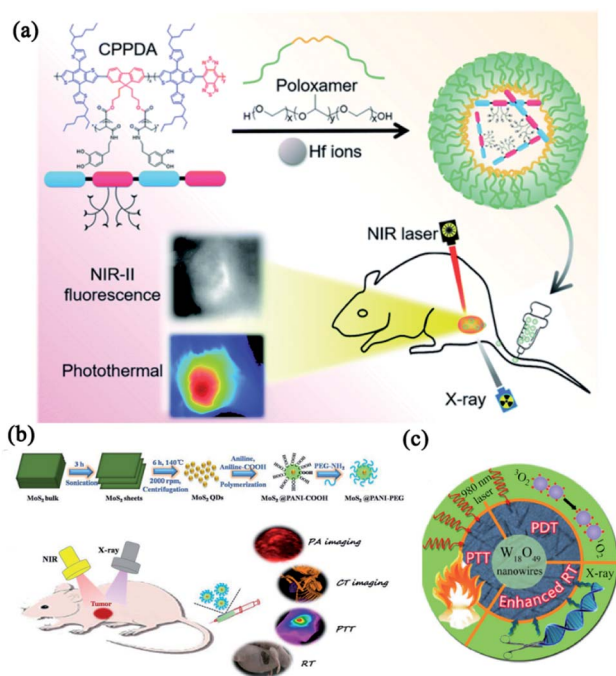 (a)
CPPDA
Poloxamer
H
O
x
O
y
O
x
OH
Hf ions
NIR laser
NIR-II
fluorescence
Photothermal
X-ray
(b)
3 h
Sonication
6 h, 140℃
2000 rpm,
Centrifugation
Aniline,
Aniline-COOH
Polymerization
COOH
PEG-NH₂
MoS₂ bulk
MoS₂ sheets
MoS₂ QDs
MoS₂ @PANI-COOH
MoS₂ @PANI-PEG
NIR
X-ray
Tumor
PA imaging
CT imaging
PTT
RT
(c)
980 nm
laser
³O₂
¹O₂
PDT
PTT
W₁₈O₄₉
nanowires
X-ray
Enhanced RT